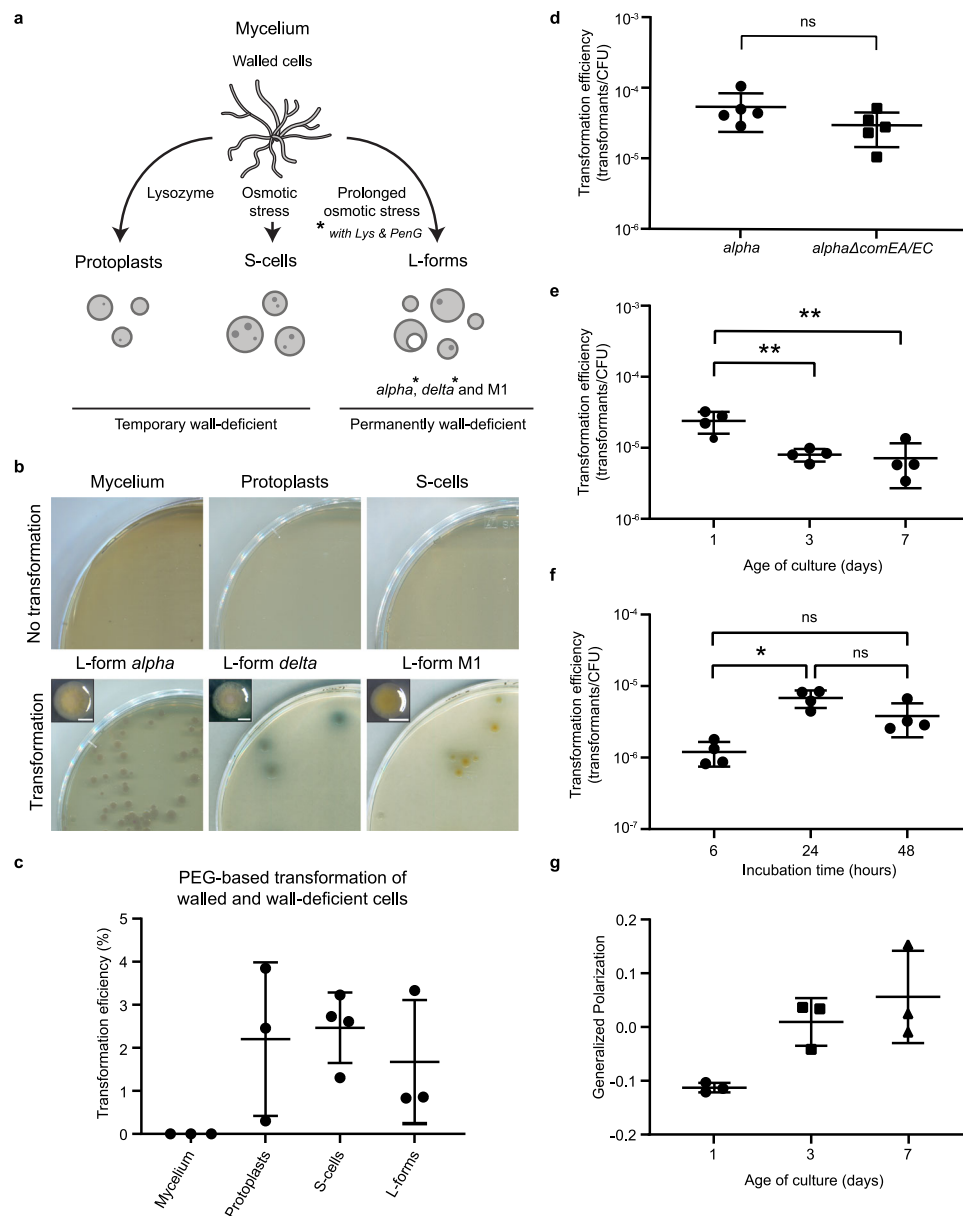 a
Mycelium
Walled cells
Lysozyme
Osmotic
stress
Prolonged
osmotic stress
* with Lys & PenG
Protoplasts
S-cells
L-forms
alpha*, delta* and M1
Temporary wall-deficient
Permanently wall-deficient
b
Mycelium
Protoplasts
S-cells
No transformation
L-form alpha
L-form delta
L-form M1
Transformation
c
PEG-based transformation of
walled and wall-deficient cells
Transformation eficiency (%)
5
4
3
2
1
0
Mycelium
Protoplasts
S-cells
L-forms
d
Transformation efficiency
(transformants/CFU)
10-3
10-4
10-5
10-6
ns
alpha
alphaΔcomEA/EC
e
Transformation efficiency
(transformants/CFU)
10-3
10-4
10-5
10-6
**
**
1
3
7
Age of culture (days)
f
Transformation efficiency
(transformants/CFU)
10-4
10-5
10-6
10-7
ns
*
ns
6
24
48
Incubation time (hours)
g
Generalized Polarization
0.2
0.1
0.0
-0.1
-0.2
1
3
7
Age of culture (days)